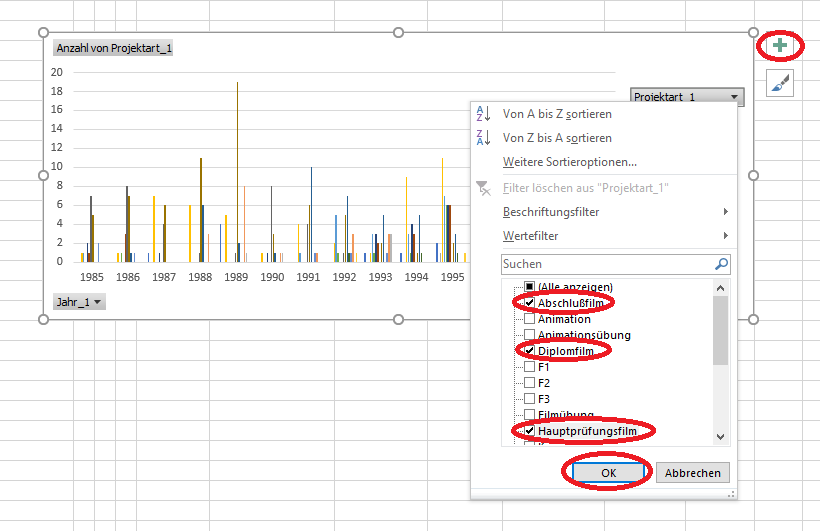 Anzahl von Projektart_1
20
18
16
14
12
10
8
6
4
2
0
1985 1986 1987 1988 1989 1990 1991 1992 1993 1994 1995
Jahr_1
Projektart_1
Von A bis Z sortieren
Von Z bis A sortieren
Weitere Sortieroptionen...
Filter löschen aus "Projektart_1"
Beschriftungsfilter
Wertefilter
Suchen
(Alle anzeigen)
Abschlußfilm
Animation
Animationsübung
Diplomfilm
F1
F2
F3
Filmübung
Hauptprüfungsfilm
OK Abbrechen